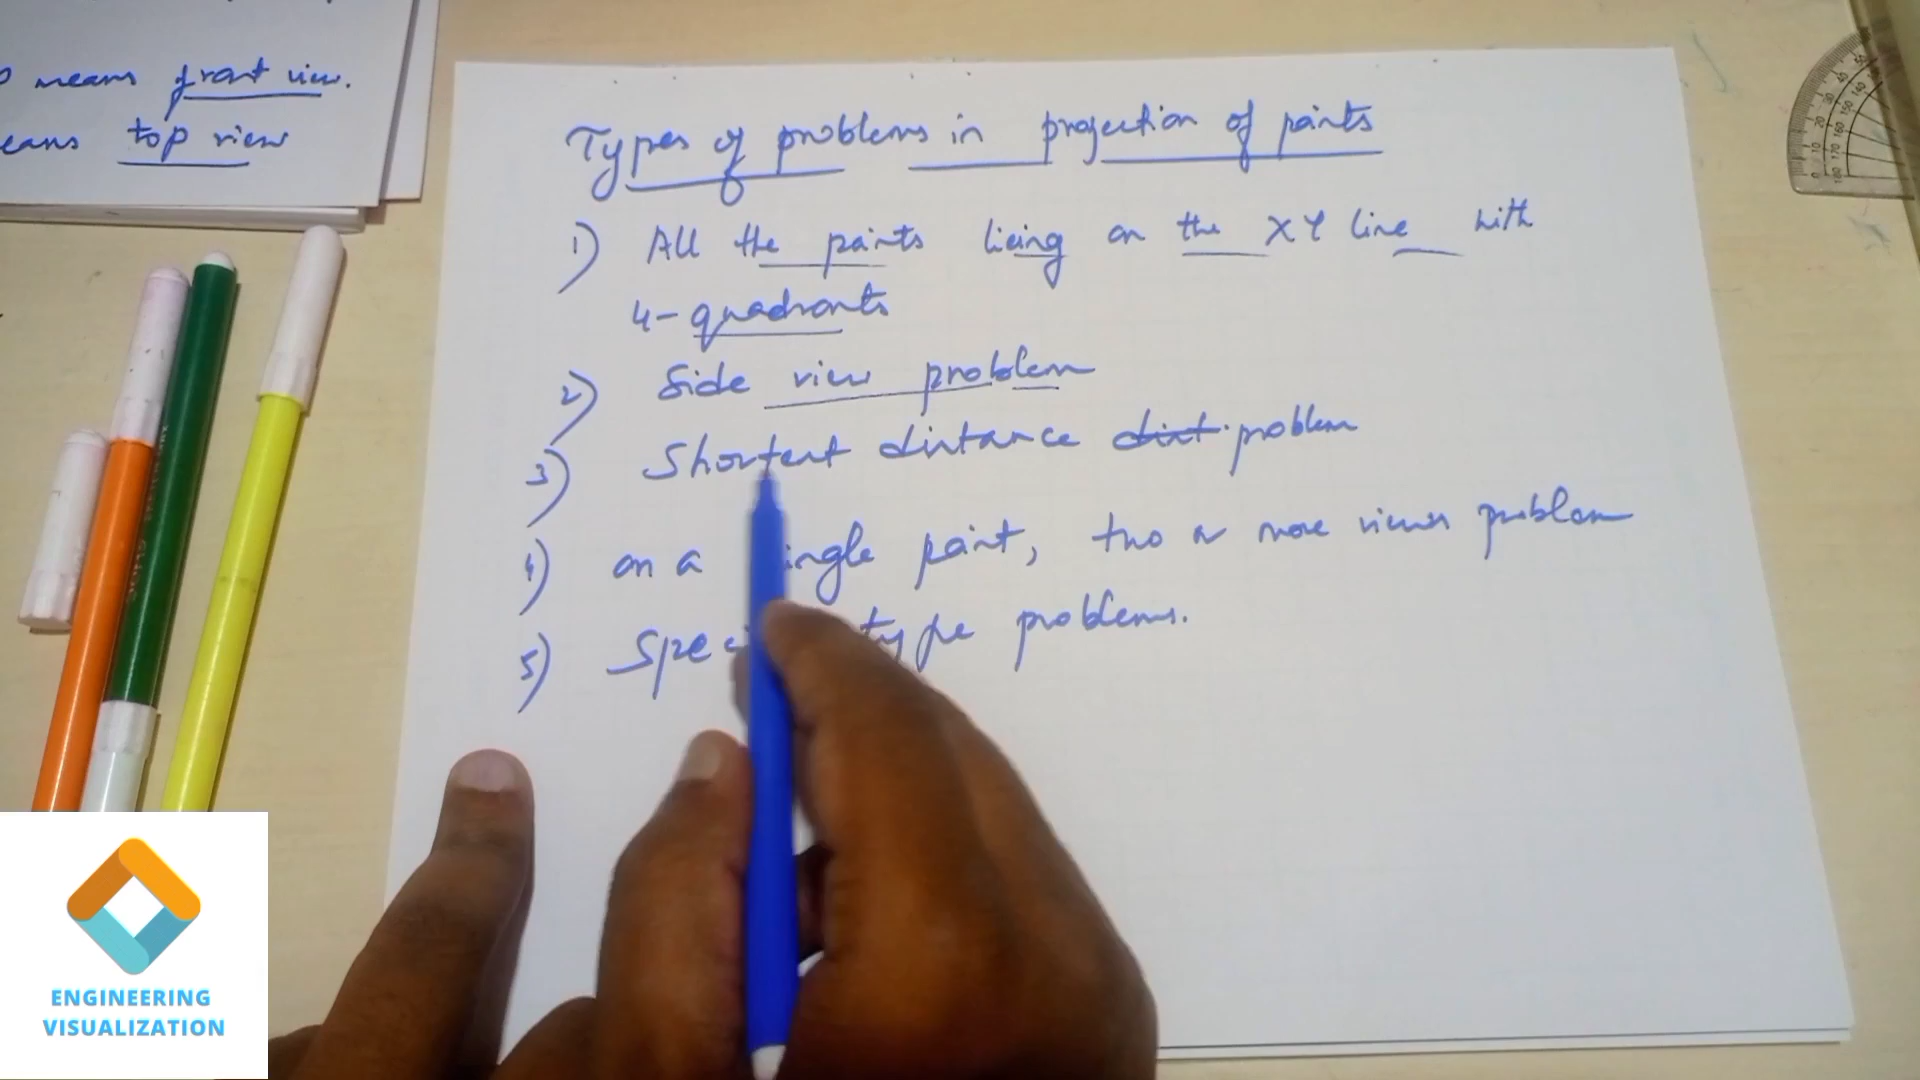 means front view.
eans top view
Types of problems in projection of points
1) All the points living on the XY line with
4-quadrants
2) Side view problem
3) Shortest distance dist. problem
4) on a single point, two or more views problem
5) Speci type problems.
ENGINEERING
VISUALIZATION